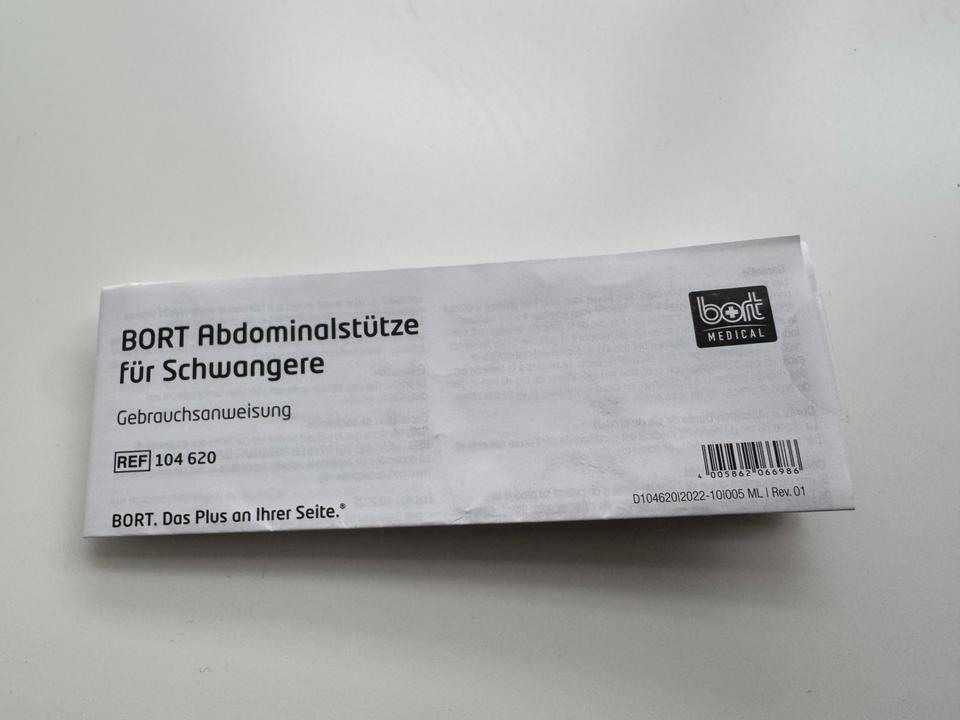 BORT Abdominalstütze
für Schwangere
Gebrauchsanweisung
REF 104 620
BORT. Das Plus an Ihrer Seite.®
bort
MEDICAL
4 005862 066986
D104620|2022-10|005 ML | Rev. 01